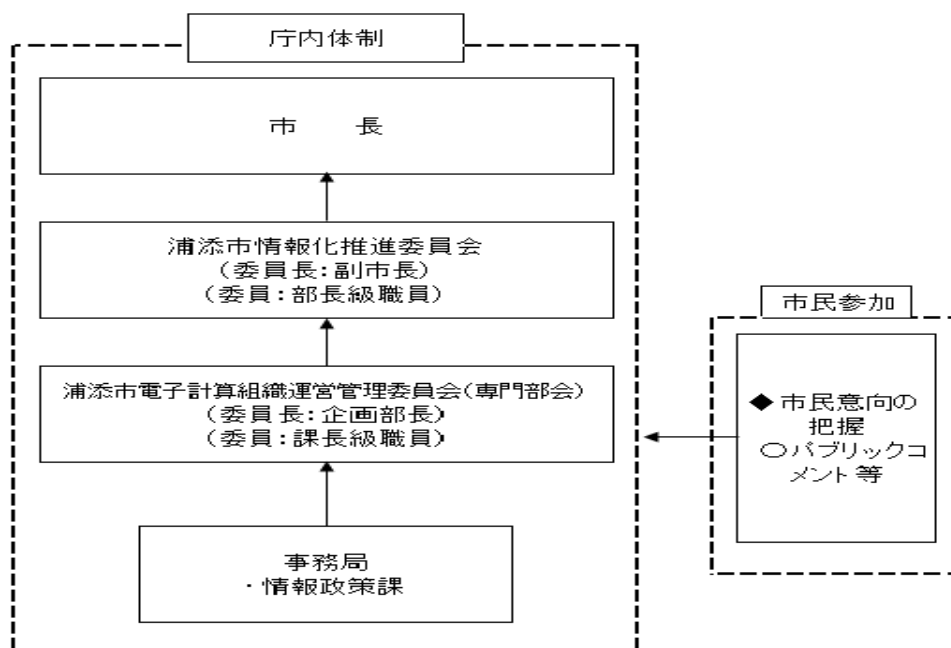 庁内体制
市　　長
浦添市情報化推進委員会
(委員長：副市長)
(委員：部長級職員)
浦添市電子計算組織運営管理委員会(専門部会)
(委員長：企画部長)
(委員：課長級職員)
事務局
・情報政策課
市民参加
◆市民意向の
把握
○パブリックコ
メント等